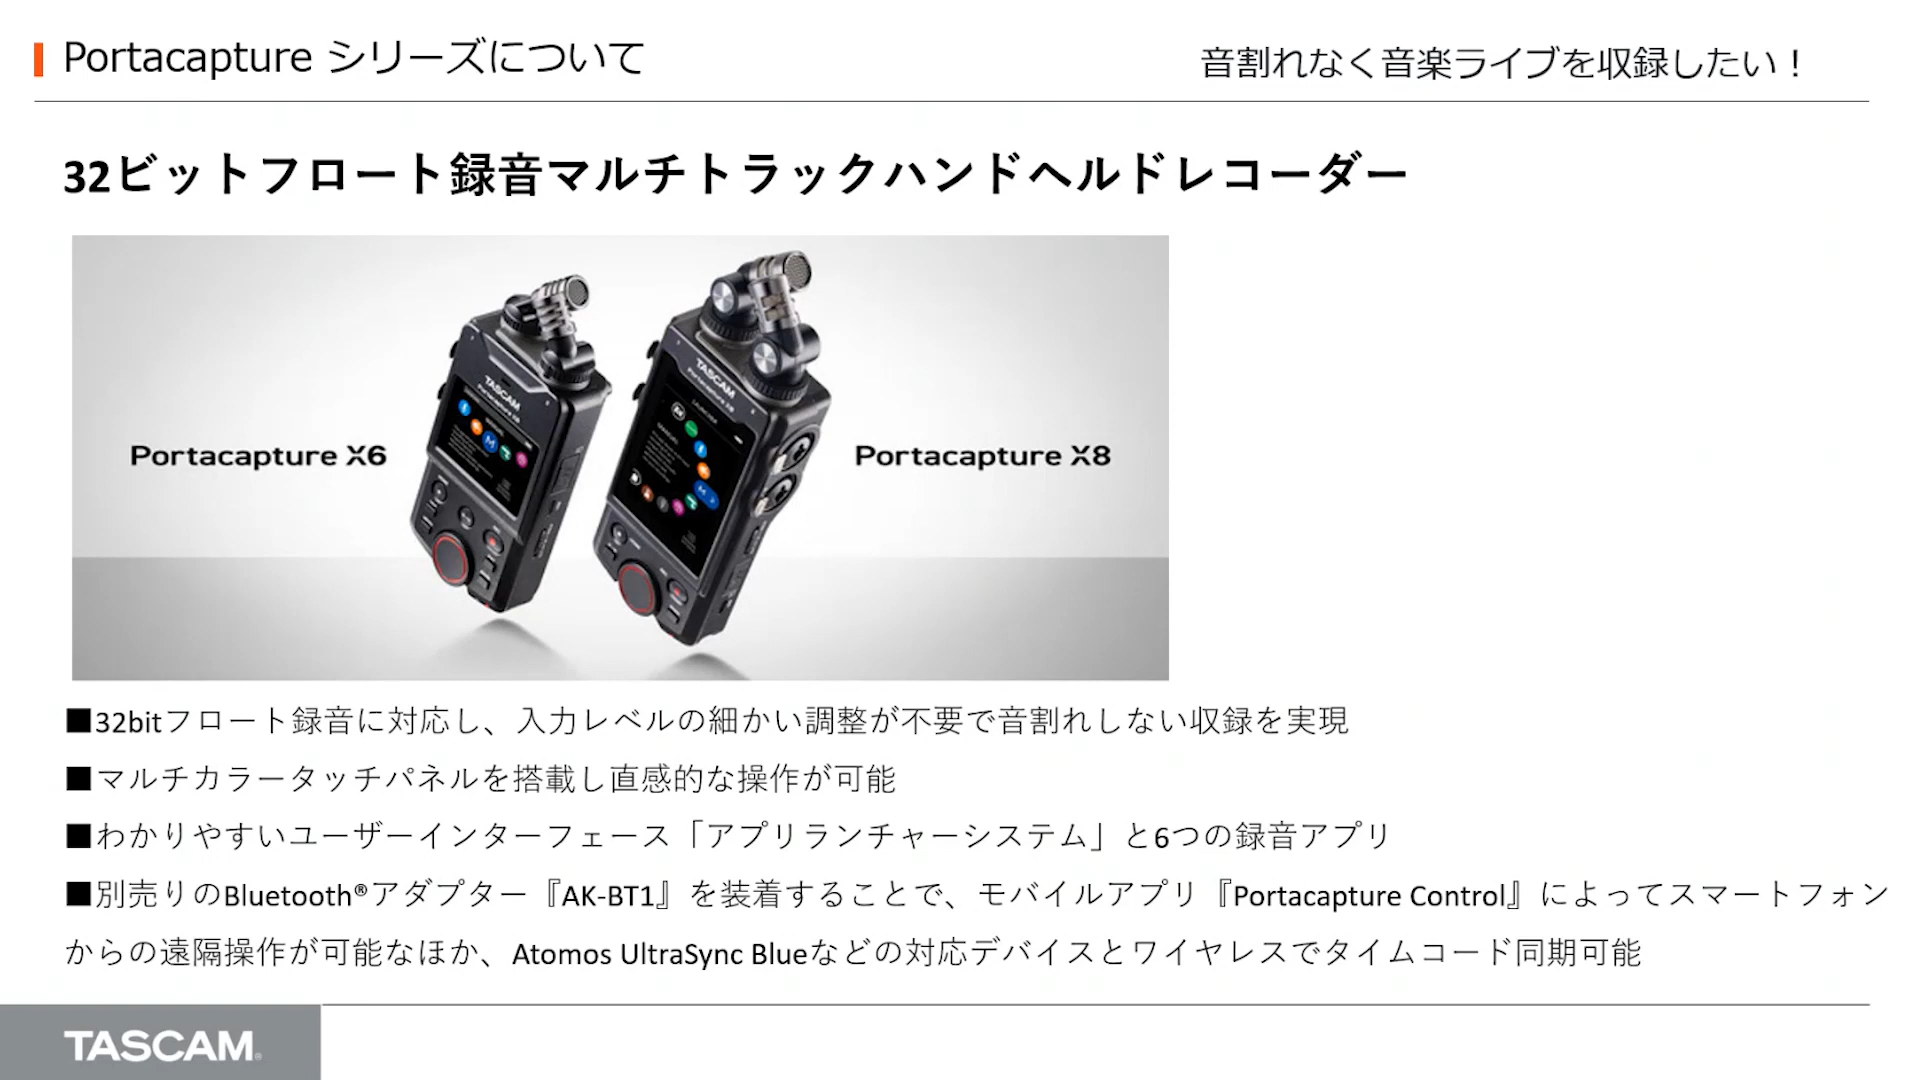 Portacapture シリーズについて
音割れなく音楽ライブを収録したい！
32ビットフロート録音マルチトラックハンドヘルドレコーダー
Portacapture X6
TASCAM
Portacapture X6
TASCAM
Portacapture X8
Portacapture X8
■32bitフロート録音に対応し、入力レベルの細かい調整が不要で音割れしない収録を実現
■マルチカラータッチパネルを搭載し直感的な操作が可能
■わかりやすいユーザーインターフェース「アプリランチャーシステム」と6つの録音アプリ
■別売りのBluetooth®アダプター『AK-BT1』を装着することで、モバイルアプリ『Portacapture Control』によってスマートフォン
からの遠隔操作が可能なほか、Atomos UltraSync Blueなどの対応デバイスとワイヤレスでタイムコード同期可能
TASCAM®